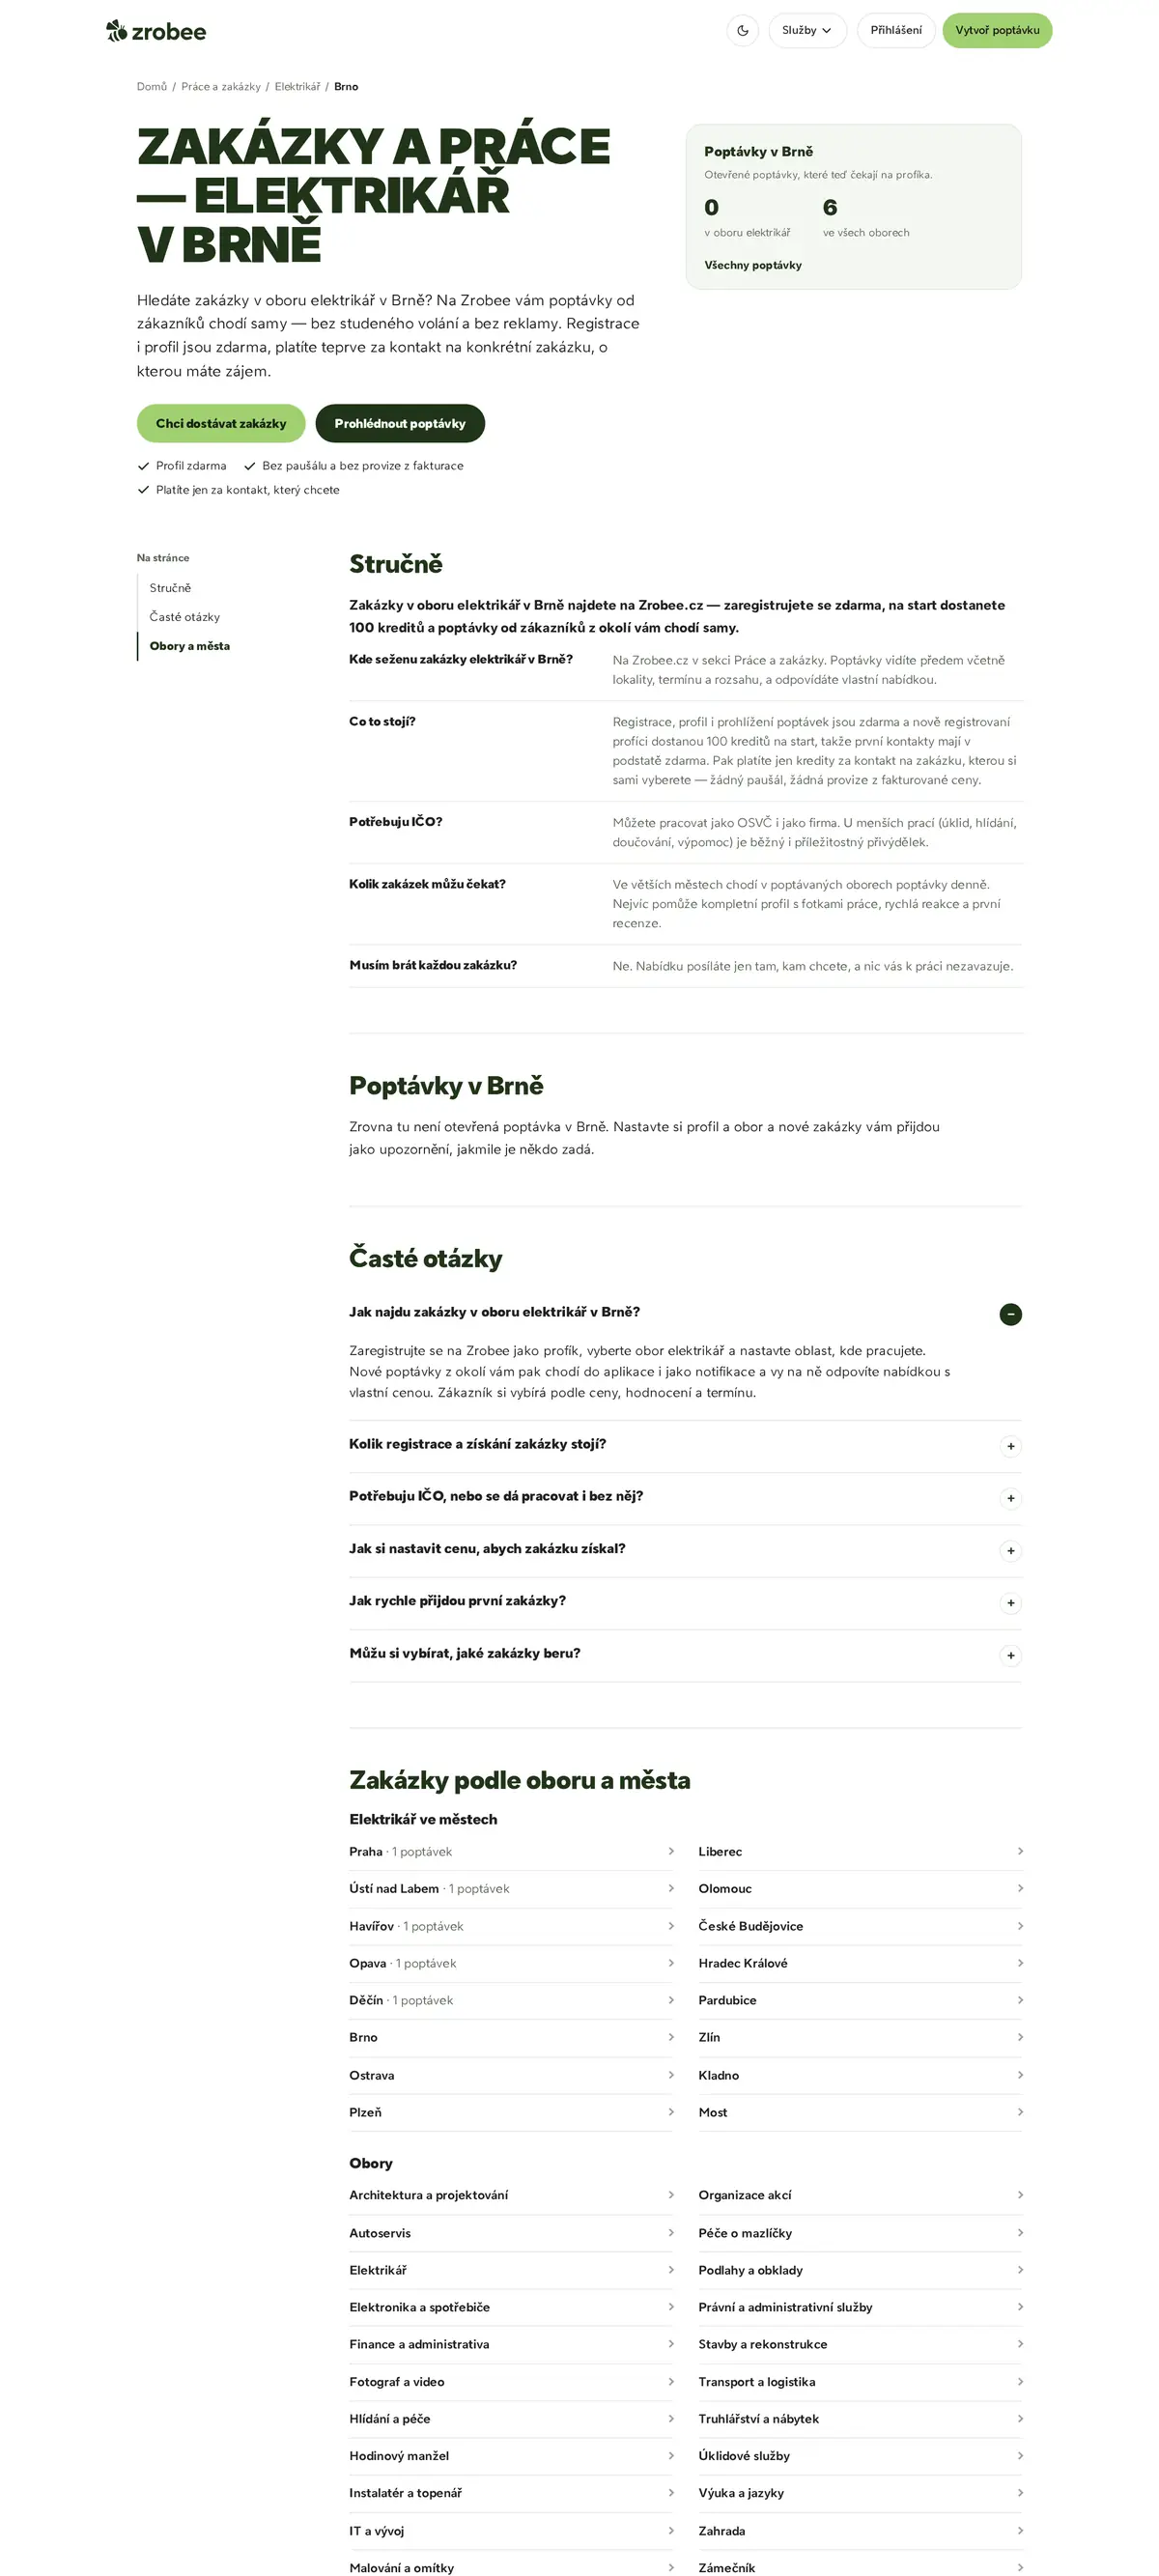 zrobee
Služby
Přihlášení
Vytvoř poptávku
Domů / Práce a zakázky / Elektrikář / Brno
ZAKÁZKY A PRÁCE
— ELEKTRIKÁŘ
V BRNĚ
Hledáte zakázky v oboru elektrikář v Brně? Na Zrobee vám poptávky od
zákazníků chodí samy — bez studeného volání a bez reklamy. Registrace
i profil jsou zdarma, platíte teprve za kontakt na konkrétní zakázku, o
kterou máte zájem.
Chci dostávat zakázky
Prohlédnout poptávky
Profil zdarma
Bez paušálu a bez provize z fakturace
Platíte jen za kontakt, který chcete
Poptávky v Brně
Otevřené poptávky, které teď čekají na profíka.
0
6
v oboru elektrikář
ve všech oborech
Všechny poptávky
Na stránce
Stručně
Časté otázky
Obory a města
Stručně
Zakázky v oboru elektrikář v Brně najdete na Zrobee.cz — zaregistrujete se zdarma, na start dostanete
100 kreditů a poptávky od zákazníků z okolí vám chodí samy.
Kde seženu zakázky elektrikář v Brně?
Na Zrobee.cz v sekci Práce a zakázky. Poptávky vidíte předem včetně
lokality, termínu a rozsahu, a odpovídáte vlastní nabídkou.
Co to stojí?
Registrace, profil i prohlížení poptávek jsou zdarma a nově registrovaní
profíci dostanou 100 kreditů na start, takže první kontakty mají v
podstatě zdarma. Pak platíte jen kredity za kontakt na zakázku, kterou si
sami vyberete — žádný paušál, žádná provize z fakturované ceny.
Potřebuju IČO?
Můžete pracovat jako OSVČ i jako firma. U menších prací (úklid, hlídání,
doučování, výpomoc) je běžný i příležitostný přivýdělek.
Kolik zakázek můžu čekat?
Ve větších městech chodí v poptávaných oborech poptávky denně.
Nejvíc pomůže kompletní profil s fotkami práce, rychlá reakce a první
recenze.
Musím brát každou zakázku?
Ne. Nabídku posíláte jen tam, kam chcete, a nic vás k práci nezavazuje.
Poptávky v Brně
Zrovna tu není otevřená poptávka v Brně. Nastavte si profil a obor a nové zakázky vám přijdou
jako upozornění, jakmile je někdo zadá.
Časté otázky
Jak najdu zakázky v oboru elektrikář v Brně?
Zaregistrujte se na Zrobee jako profík, vyberte obor elektrikář a nastavte oblast, kde pracujete.
Nové poptávky z okolí vám pak chodí do aplikace i jako notifikace a vy na ně odpovíte nabídkou s
vlastní cenou. Zákazník si vybírá podle ceny, hodnocení a termínu.
Kolik registrace a získání zakázky stojí?
Potřebuju IČO, nebo se dá pracovat i bez něj?
Jak si nastavit cenu, abych zakázku získal?
Jak rychle přijdou první zakázky?
Můžu si vybírat, jaké zakázky beru?
Zakázky podle oboru a města
Elektrikář ve městech
Praha · 1 poptávek
Liberec
Ústí nad Labem · 1 poptávek
Olomouc
Havířov · 1 poptávek
České Budějovice
Opava · 1 poptávek
Hradec Králové
Děčín · 1 poptávek
Pardubice
Brno
Zlín
Ostrava
Kladno
Plzeň
Most
Obory
Architektura a projektování
Organizace akcí
Autoservis
Péče o mazlíčky
Elektrikář
Podlahy a obklady
Elektronika a spotřebiče
Právní a administrativní služby
Finance a administrativa
Stavby a rekonstrukce
Fotograf a video
Transport a logistika
Hlídání a péče
Truhlářství a nábytek
Hodinový manžel
Úklidové služby
Instalatér a topenář
Výuka a jazyky
IT a vývoj
Zahrada
Malování a omítky
Zámečník